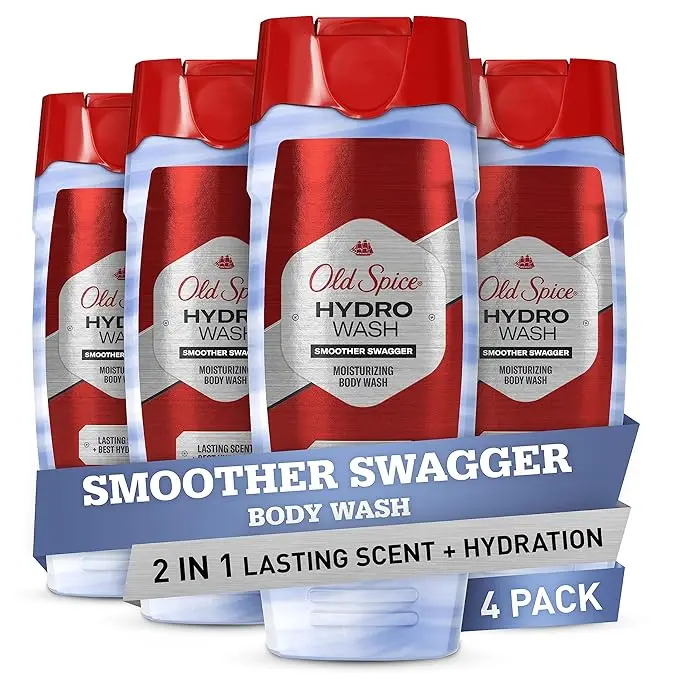 Old Spice
HYDRO
WASH
SMOOTHER SWAGGER
MOISTURIZING
BODY WASH
LASTING
+ BEST HYD
Old Spice
HYDRO
WASH
SMOOTHER SWAGGER
MOISTURIZING
BODY WASH
LASTING SCENT
Old Spice
HYDRO
WASH
SMOOTHER SWAGGER
MOISTURIZING
BODY WASH
Old Spice
HYDRO
WASH
SMOOTHER SWAGGER
MOISTURIZING
BODY WASH
SMOOTHER SWAGGER
BODY WASH
2 IN 1 LASTING SCENT + HYDRATION
4 PACK